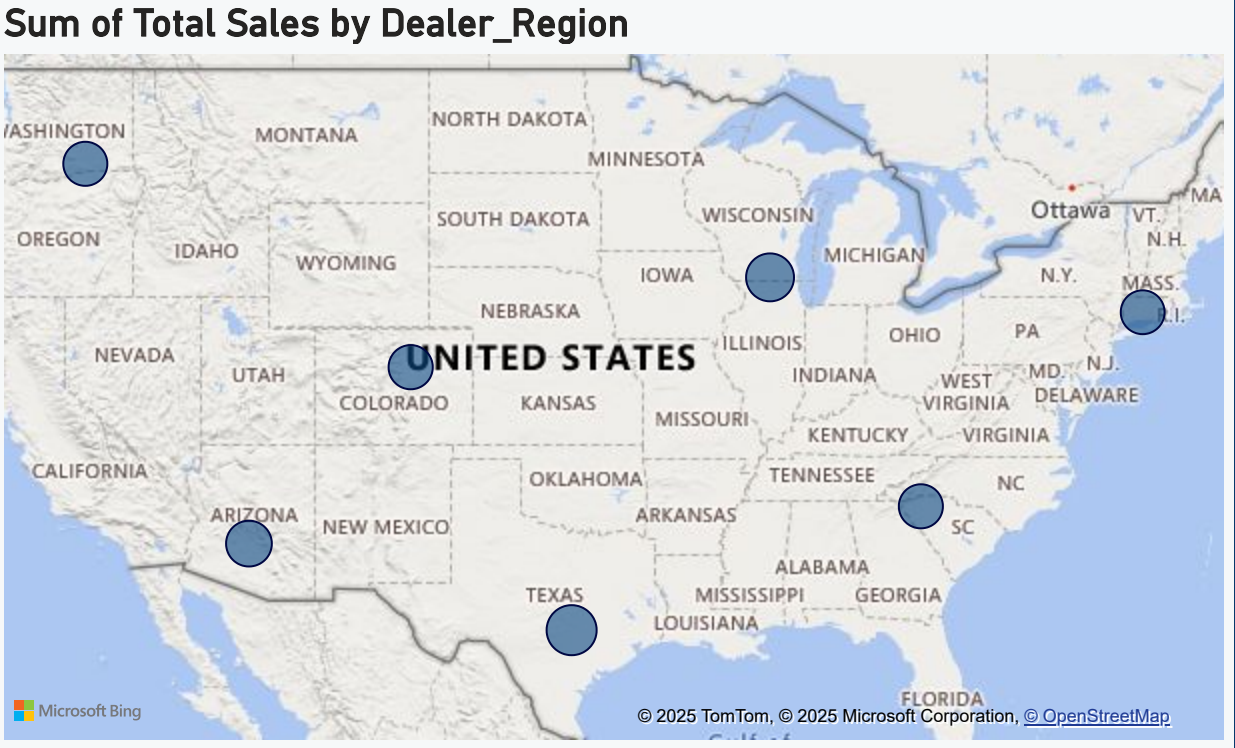 Sum of Total Sales by Dealer_Region
NORTH DAKOTA
ASHINGTON
MONTANA
MINNESOTA
MA
Ottawa
VT.
SOUTH DAKOTA
WISCONSIN
OREGON
N.H.
IDAHO
MICHIGAN
WYOMING
IOWA
N.Y.
MASS.
NEBRASKA
R.I.
PA
OHIO
ILLINOIS
NEVADA
UNITED STATES
N.J.
UTAH
INDIANA
MD.
WEST
VIRGINIA
DELAWARE
COLORADO
KANSAS
MISSOURI
KENTUCKY
VIRGINIA
CALIFORNIA
TENNESSEE
OKLAHOMA
NC
ARIZONA
NEW MEXICO
ARKANSAS
SC
ALABAMA
TEXAS
MISSISSIPPI
GEORGIA
LOUISIANA
FLORIDA
Microsoft Bing
© 2025 TomTom, © 2025 Microsoft Corporation, © OpenStreetMap
Gulf of